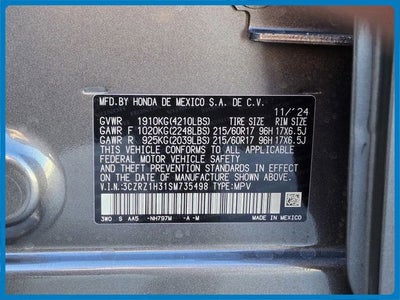 MFD.BY HONDA DE MEXICO S.A. DE C.V.
11/'24
GVWR 1910KG(4210LBS) TIRE SIZE RIM SIZE
GAWR F 1020KG(2248LBS) 215/60R17 96H 17X6.5J
GAWR R 925KG(2039LBS) 215/60R17 96H 17X6.5J
THIS VEHICLE CONFORMS TO ALL APPLICABLE
FEDERAL MOTOR VEHICLE SAFETY, BUMPER,
AND THEFT PREVENTION STANDARDS IN EFFECT
ON THE DATE OF MANUFACTURE SHOWN ABOVE.
V.I.N.:3CZRZ1H31SM735498 TYPE:MPV
3W0 S AA5 -NH797M -A -M MADE IN MEXICO